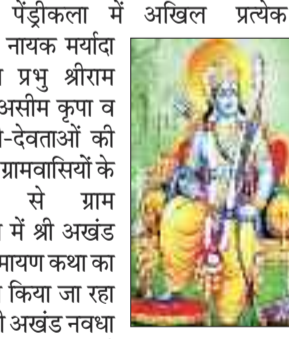 पेंड्रीकला में अखिल प्रत्येक
नायक मर्यादा
प्रभु श्रीराम
असीम कृपा व
-देवताओं की
ग्रामवासियों के
से ग्राम
में श्री अखंड
मायण कथा का
किया जा रहा
अखंड नवधा